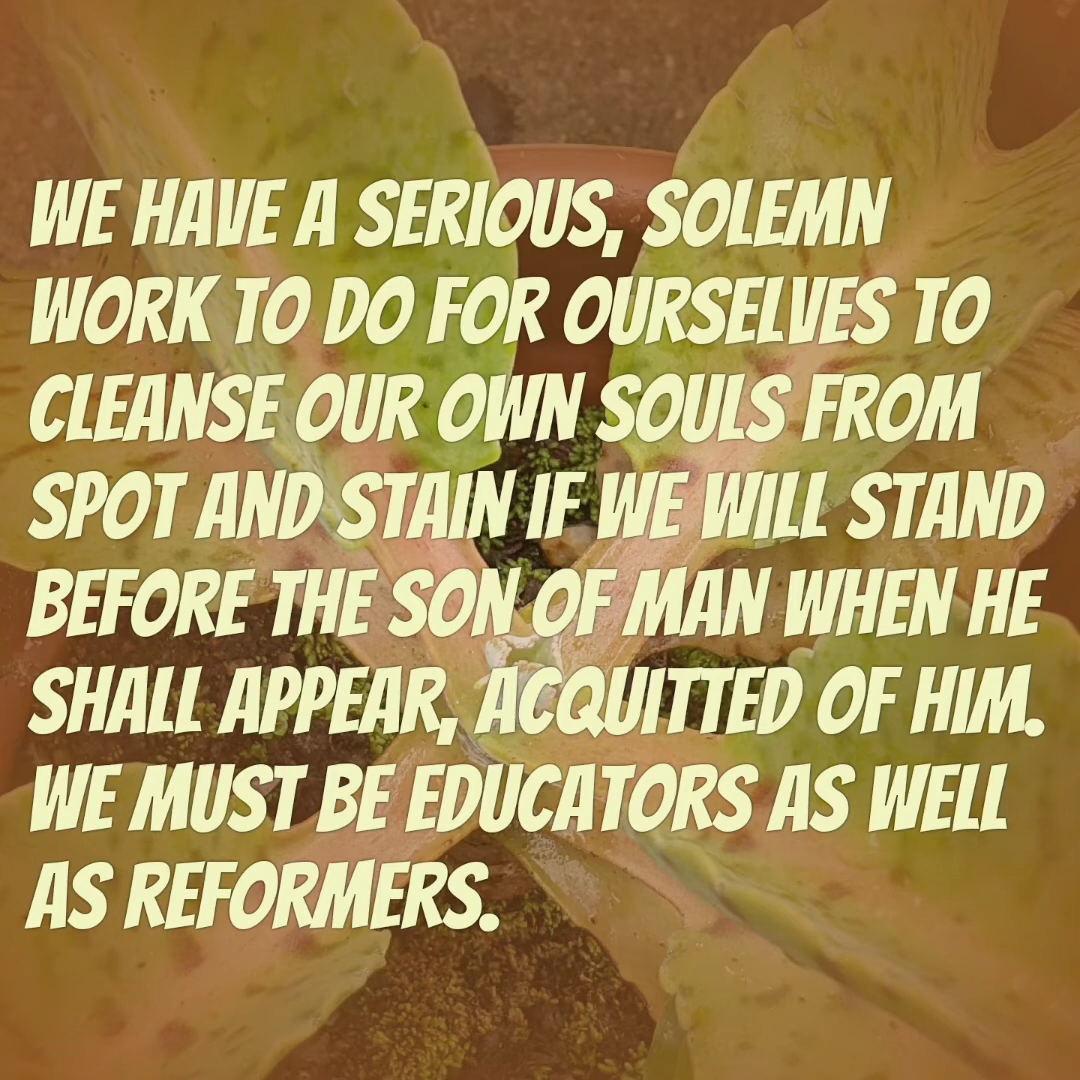 WE HAVE A SERIOUS, SOLEMN
WORK TO DO FOR OURSELVES TO
CLEANSE OUR OWN SOULS FROM
SPOT AND STAIN IF WE WILL STAND
BEFORE THE SON OF MAN WHEN HE
SHALL APPEAR, ACQUITTED OF HIM.
WE MUST BE EDUCATORS AS WELL
AS REFORMERS.